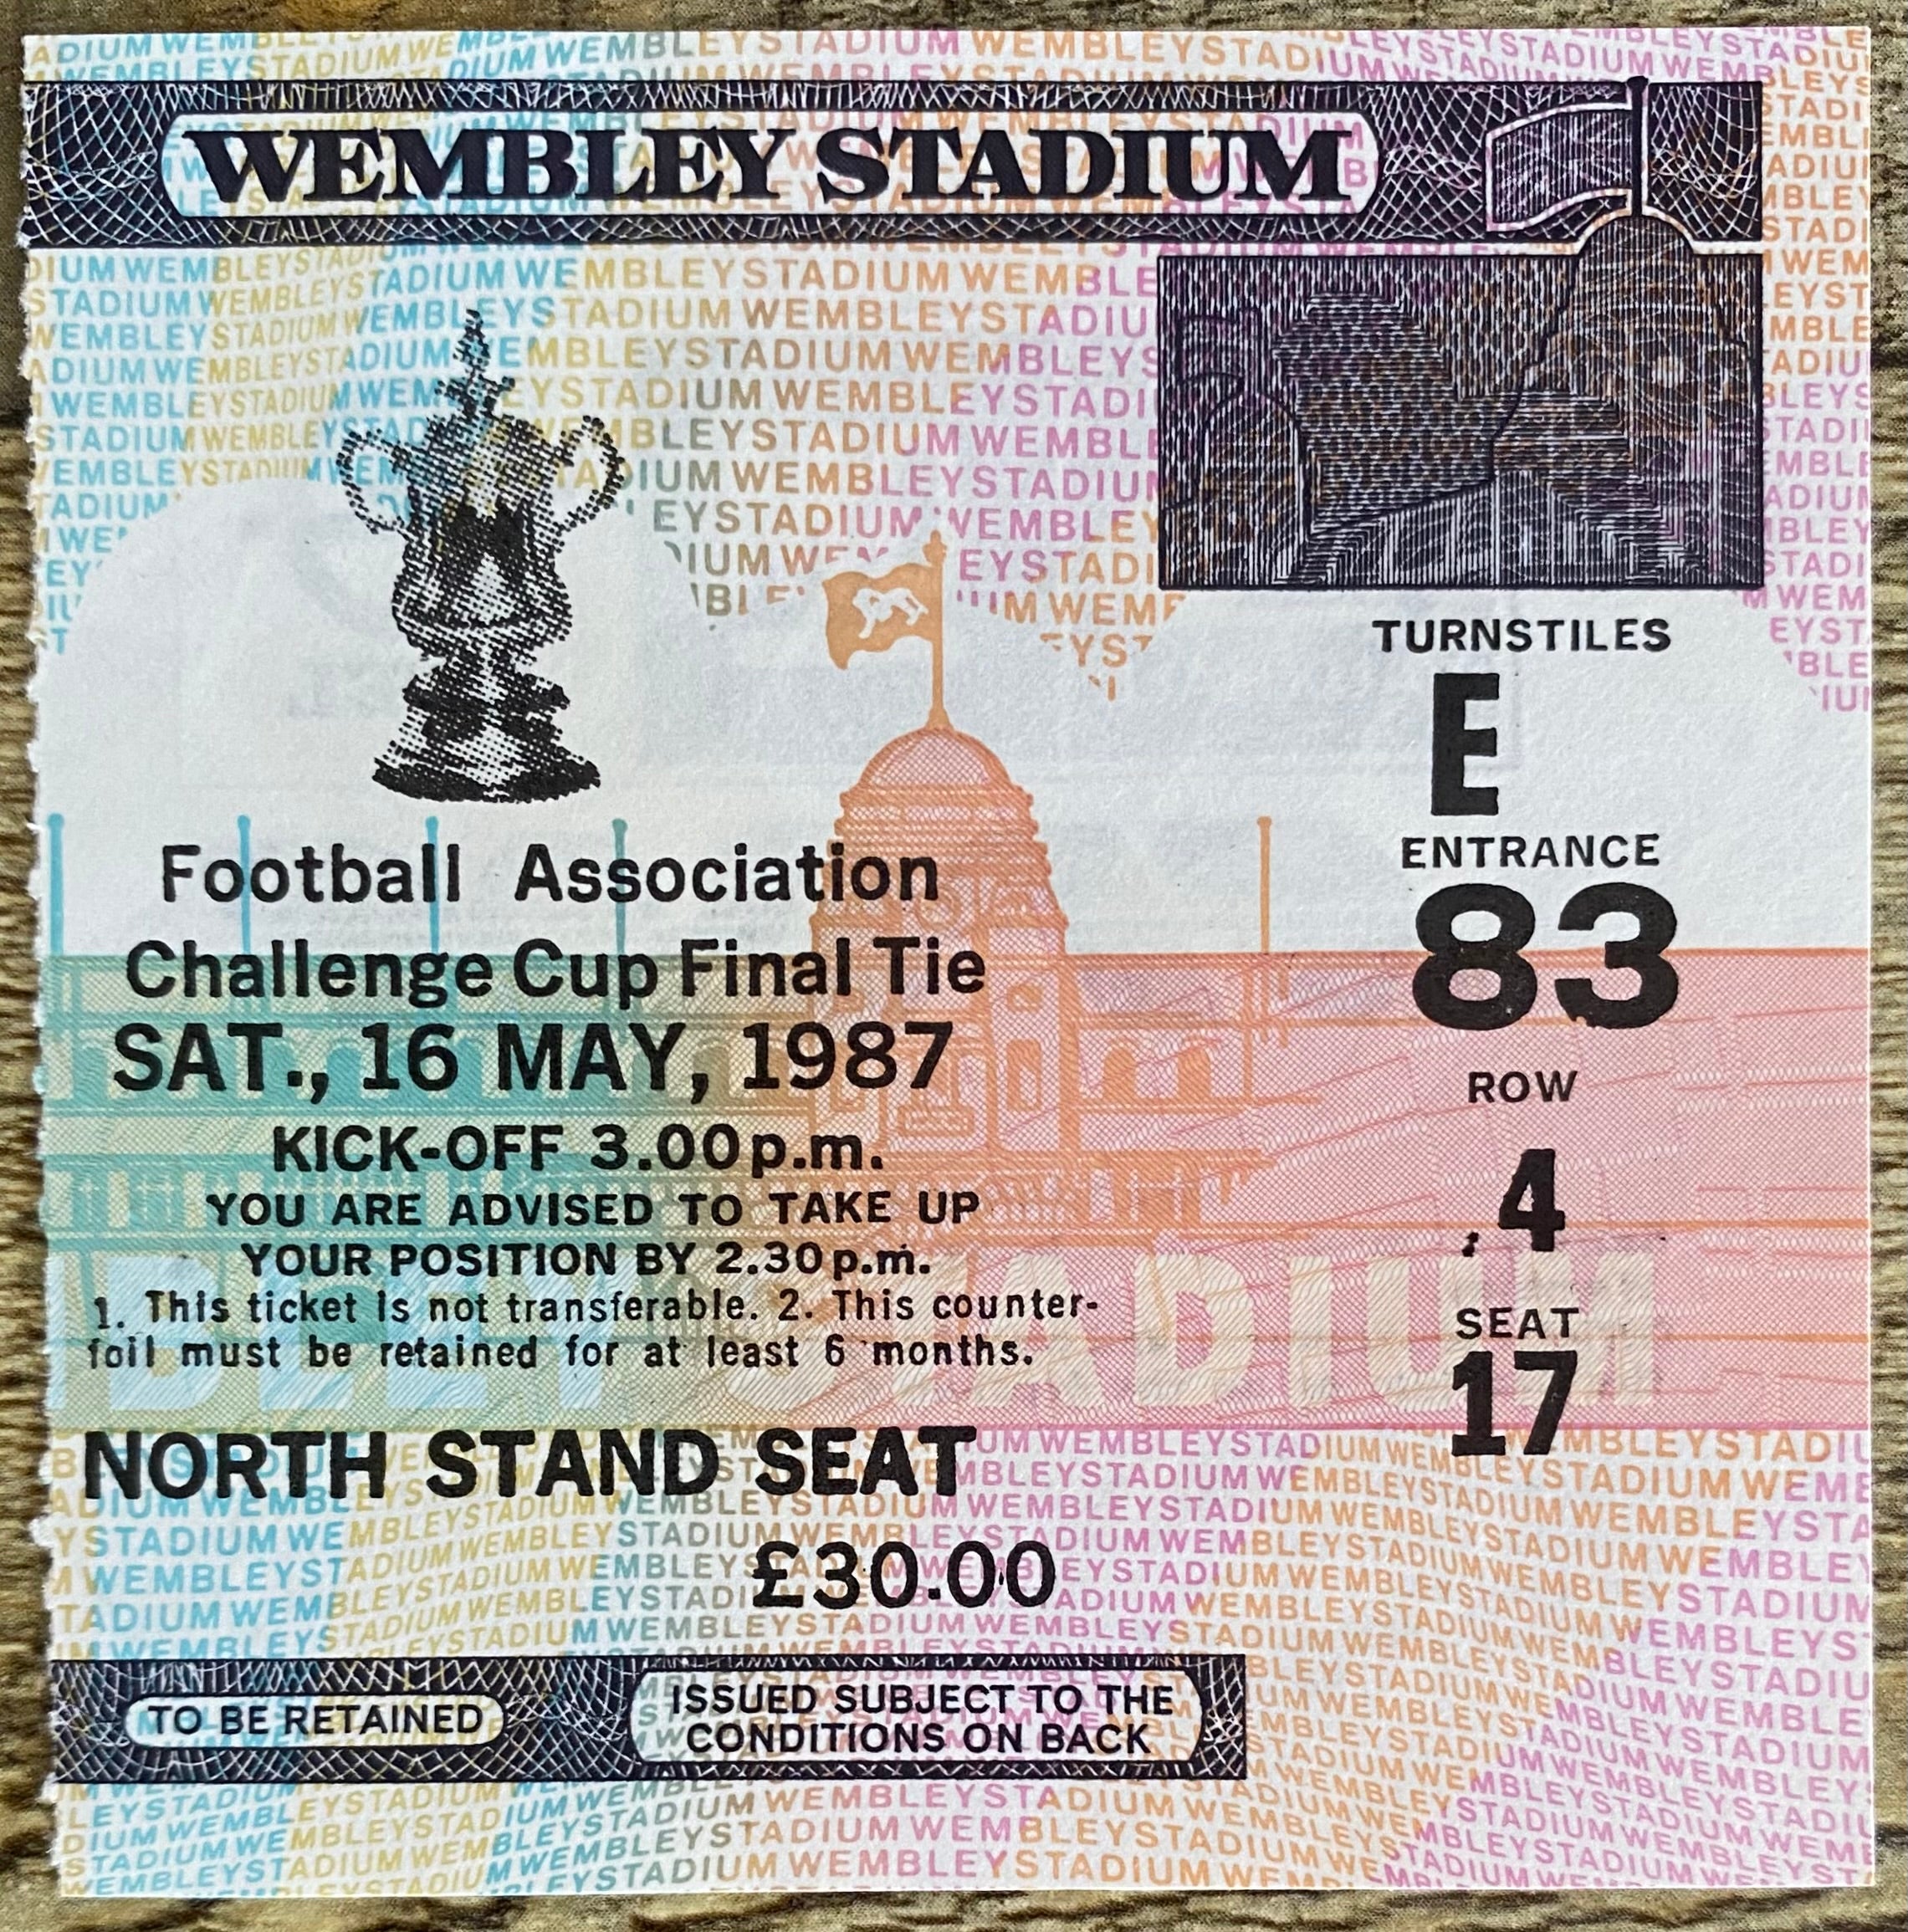 WEMBLEY STADIUM
Football Association
Challenge Cup Final Tie
SAT., 16 MAY, 1987
KICK-OFF 3.00p.m.
YOU ARE ADVISED TO TAKE UP
YOUR POSITION BY 2.30p.m.
1. This ticket is not transferable. 2. This counter-
foil must be retained for at least 6 months.
NORTH STAND SEAT
£30.00
TURNSTILES
E
ENTRANCE
83
ROW
4
SEAT
17
BLEY STADIUM
TO BE RETAINED
ISSUED SUBJECT TO THE
CONDITIONS ON BACK